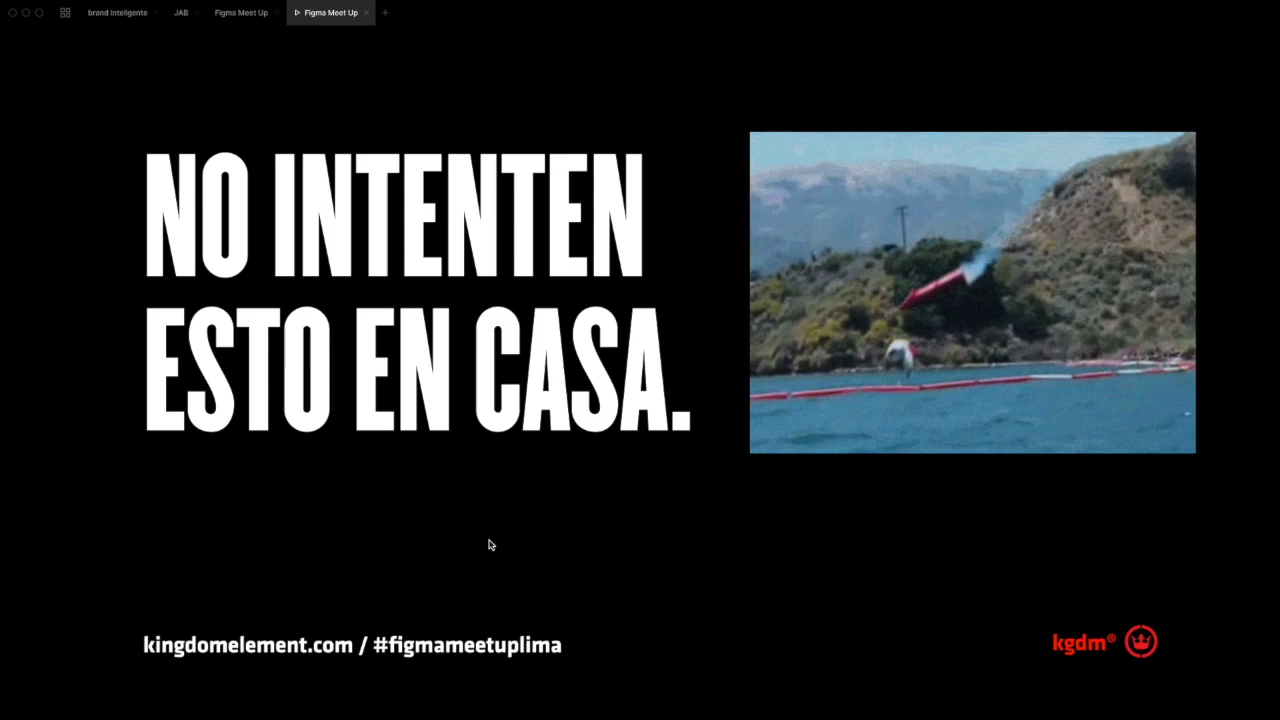 brand inteligente
JAB
Figma Meet Up
Figma Meet Up
NO INTENTEN
ESTO EN CASA.
kingdomelement.com / #figmameetuplima
kgdm®